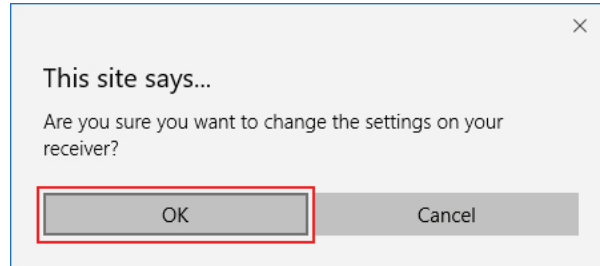 This site says...
Are you sure you want to change the settings on your
receiver?
OK
Cancel